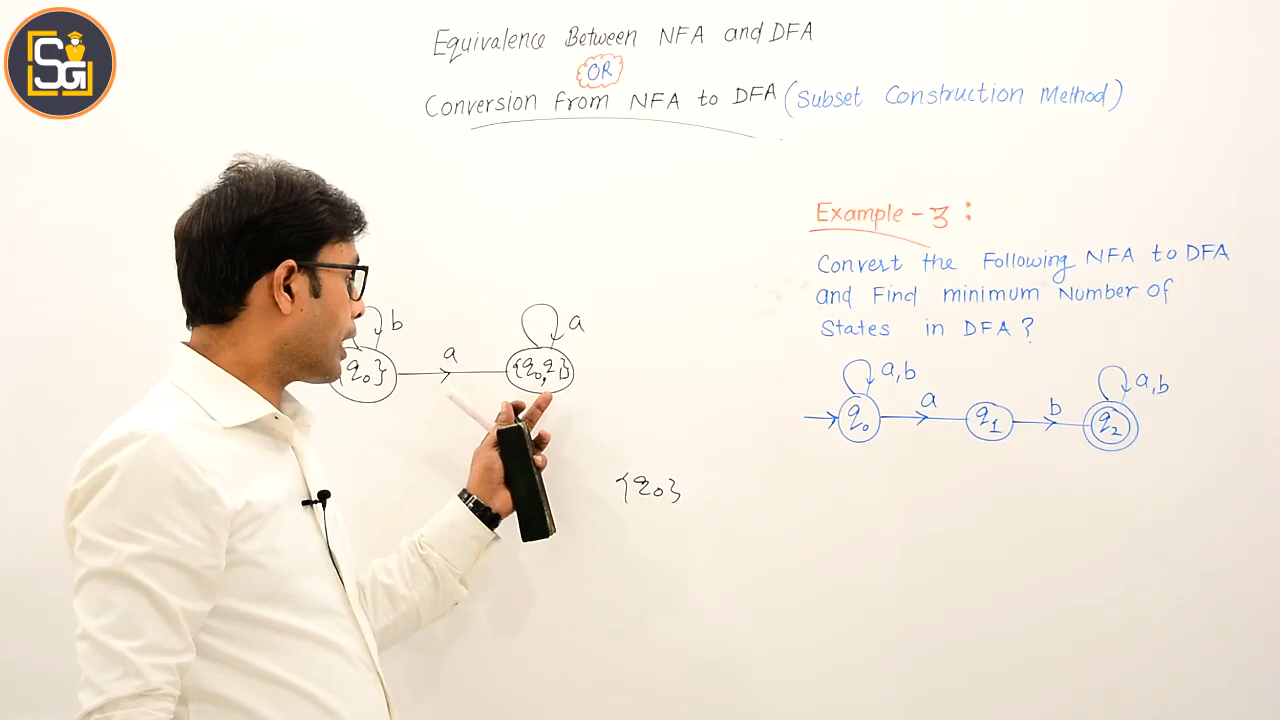 SG
Equivalence Between NFA and DFA
OR
Conversion from NFA to DFA (Subset Construction Method)
Example - 3 :
Convert the Following NFA to DFA
and Find minimum Number of
States in DFA ?
b
a
a
{q0}
{q0,q1}
{q0}
a,b
a
b
a,b
q0
q1
q2